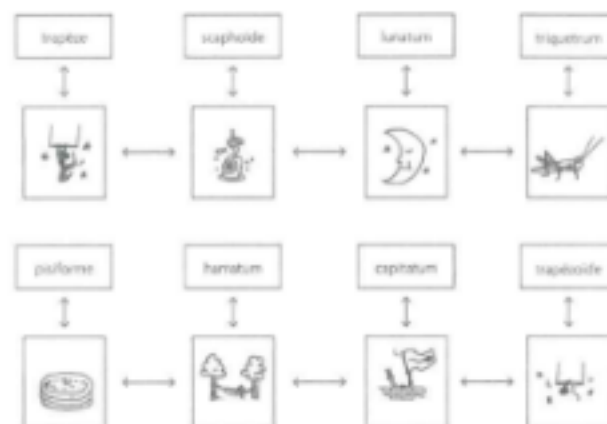 trapèze
scaphoïde
lunatum
triquetrum
pisiforme
hamatum
capitatum
trapézoïde